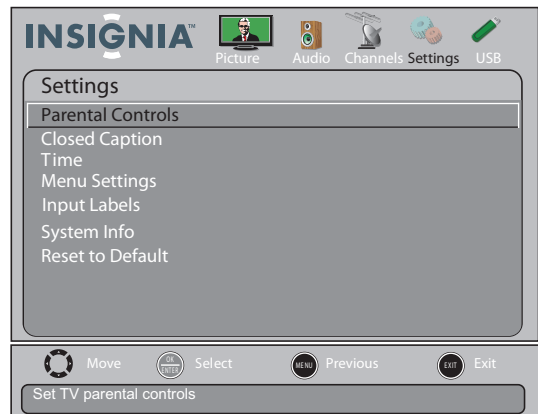 INSIGNIA™
Picture Audio Channels Settings USB
Settings
Parental Controls
Closed Caption
Time
Menu Settings
Input Labels
System Info
Reset to Default
Move OK ENTER Select MENU Previous EXIT Exit
Set TV parental controls